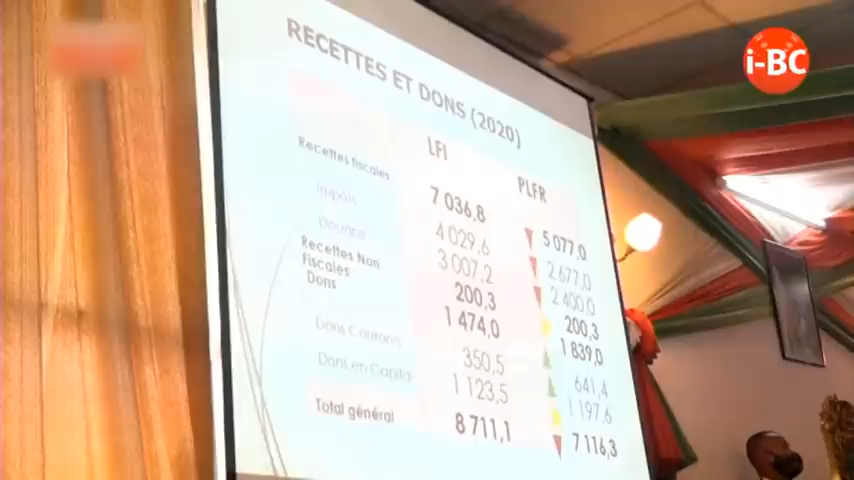 i-BC
RECETTES ET DONS (2020)
LFI PLFR
Recettes fiscales 7 036,8 5 077,0
Impôts 4 029,6 2 677,0
Douane 3 007,2 2 400,0
Recettes Non
Fiscales 200,3 200,3
Dons 1 474,0 1 839,0
Dons Courants 350,5 641,4
Dons en Capital 1 123,5 1 197,6
Total général 8 711,1 7 116,3